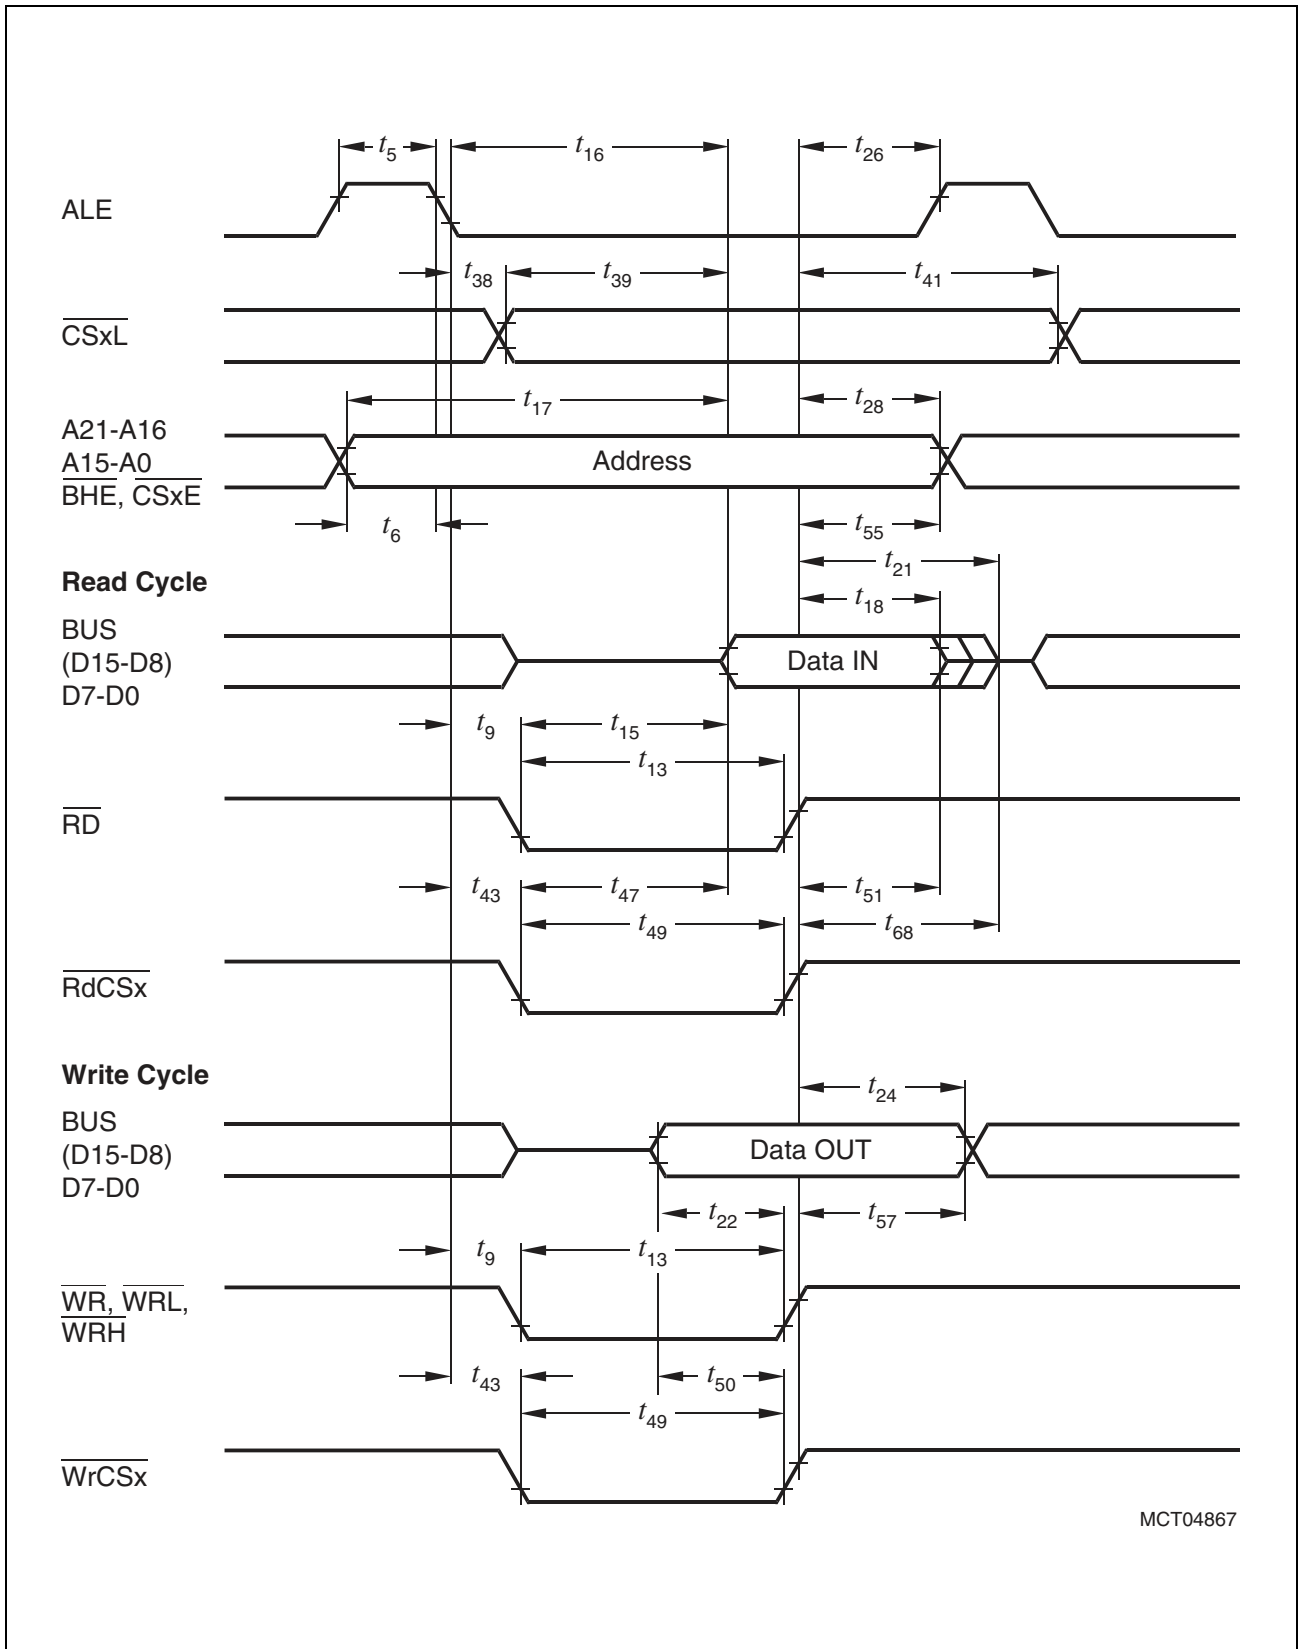 t5
t16
t26
ALE
t38
t39
t41
CSxL
t17
t28
A21-A16
A15-A0
BHE, CSxE
Address
t6
t55
t21
Read Cycle
t18
BUS
(D15-D8)
D7-D0
Data IN
t9
t15
t13
RD
t43
t47
t51
t49
t68
RdCSx
Write Cycle
t24
BUS
(D15-D8)
D7-D0
Data OUT
t22
t57
t9
t13
WR, WRL,
WRH
t43
t50
t49
WrCSx
MCT04867